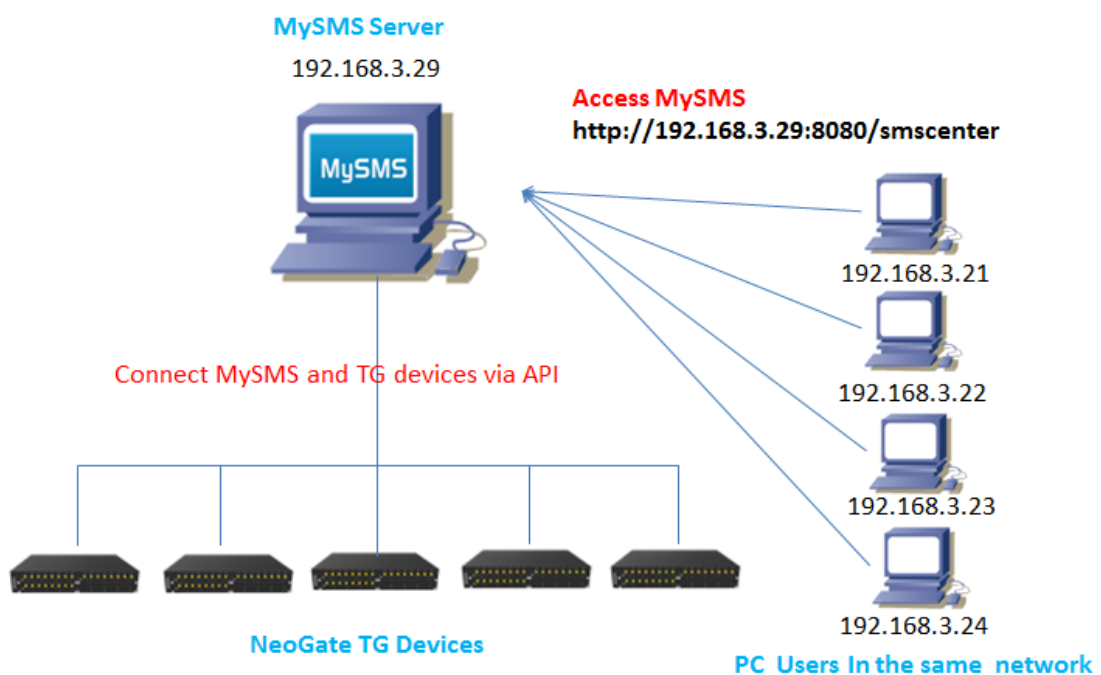 MySMS Server
192.168.3.29
MySMS
Access MySMS
http://192.168.3.29:8080/smscenter
192.168.3.21
192.168.3.22
192.168.3.23
192.168.3.24
PC Users In the same network
Connect MySMS and TG devices via API
NeoGate TG Devices